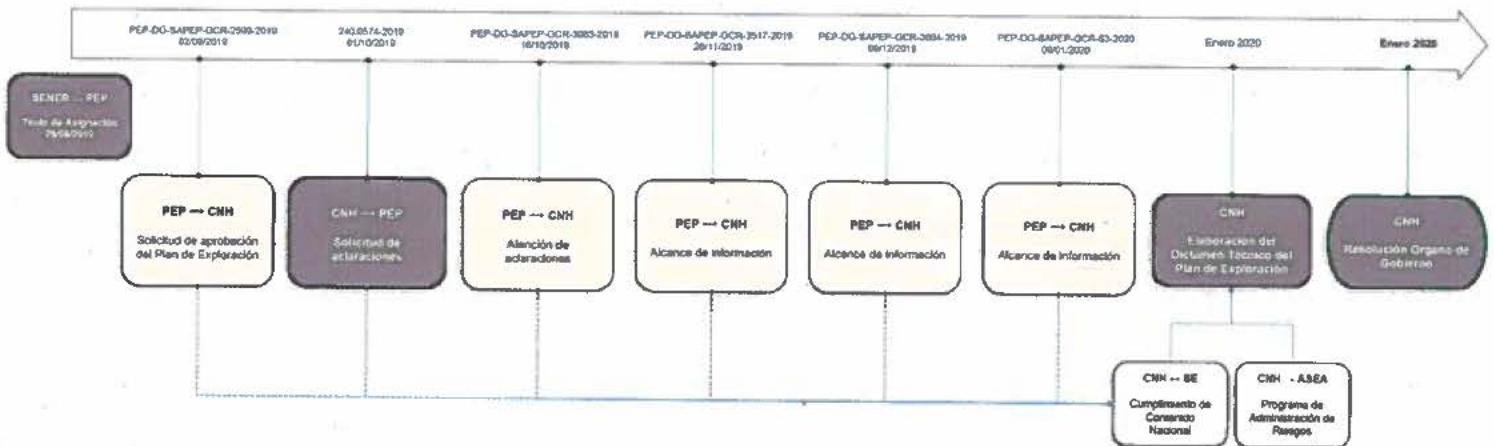 PEP-DG-SAPEP-GCR-2599-2019
02/09/2019
240.0574-2019
01/10/2019
PEP-DG-SAPEP-GCR-3083-2019
16/10/2019
PEP-DG-SAPEP-GCR-3517-2019
PEP-DG-SAPEP-GCR-3694-2019
09/12/2019
PEP-DG-SAPEP-GCR-53-2020
09/01/2020
Enero 2020
Enero 2020
SENER → PEP
Título de Asignación
PEP → CNH
Solicitud de aprobación
del Plan de Exploración
CNH → PEP
Solicitud de
aclaraciones
PEP → CNH
Atención de
aclaraciones
PEP → CNH
Alcance de información
PEP → CNH
Alcance de información
PEP → CNH
Alcance de información
CNH
Elaboración del
Dictamen Técnico del
Plan de Exploración
CNH
Resolución Órgano de
Gobierno
CNH ↔ SE
Cumplimiento de
Contenido
Nacional
CNH - ASEA
Programa de
Administración de
Riesgos